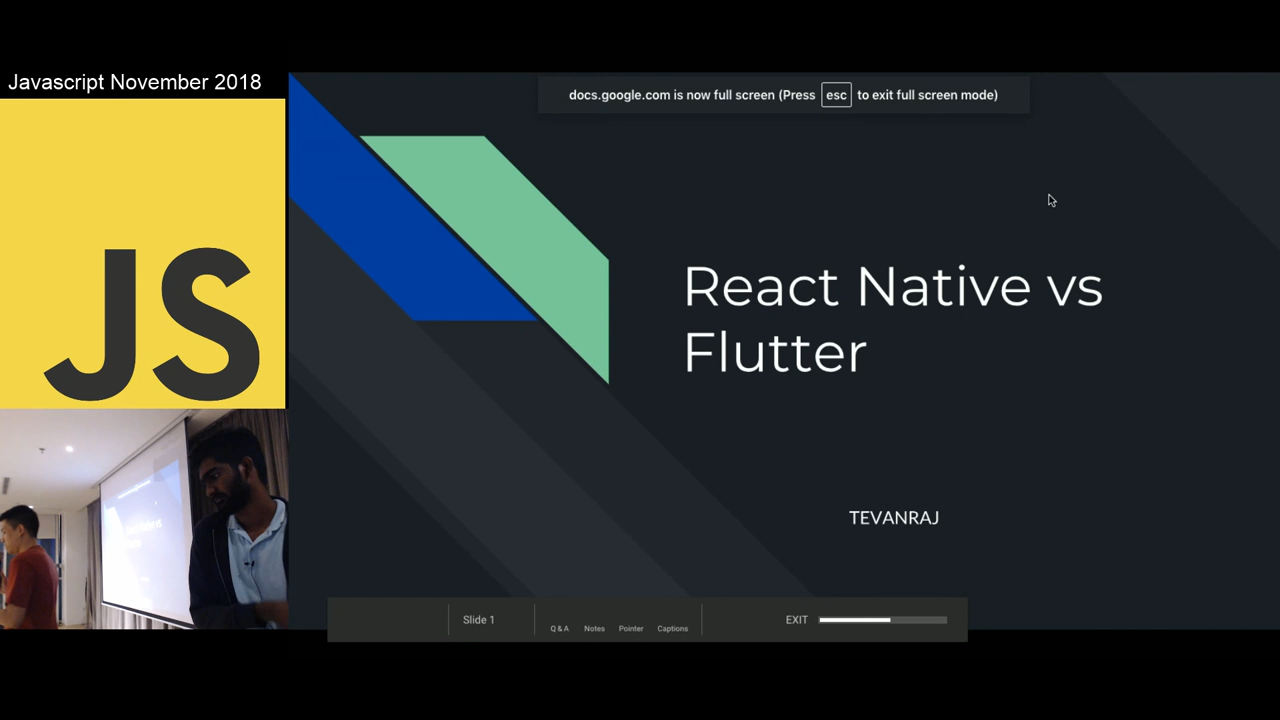 Javascript November 2018
JS
docs.google.com is now full screen (Press esc to exit full screen mode)
React Native vs
Flutter
TEVANRAJ
Slide 1
Q & A
Notes
Pointer
Captions
EXIT